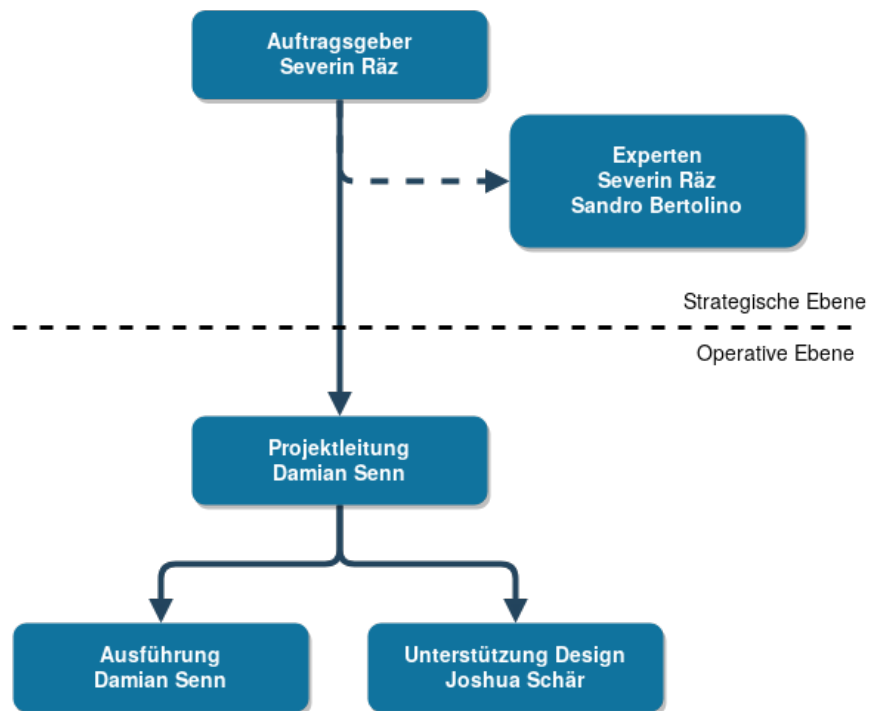 Auftragsgeber
Severin Räz
Experten
Severin Räz
Sandro Bertolino
Strategische Ebene
Operative Ebene
Projektleitung
Damian Senn
Ausführung
Damian Senn
Unterstützung Design
Joshua Schär